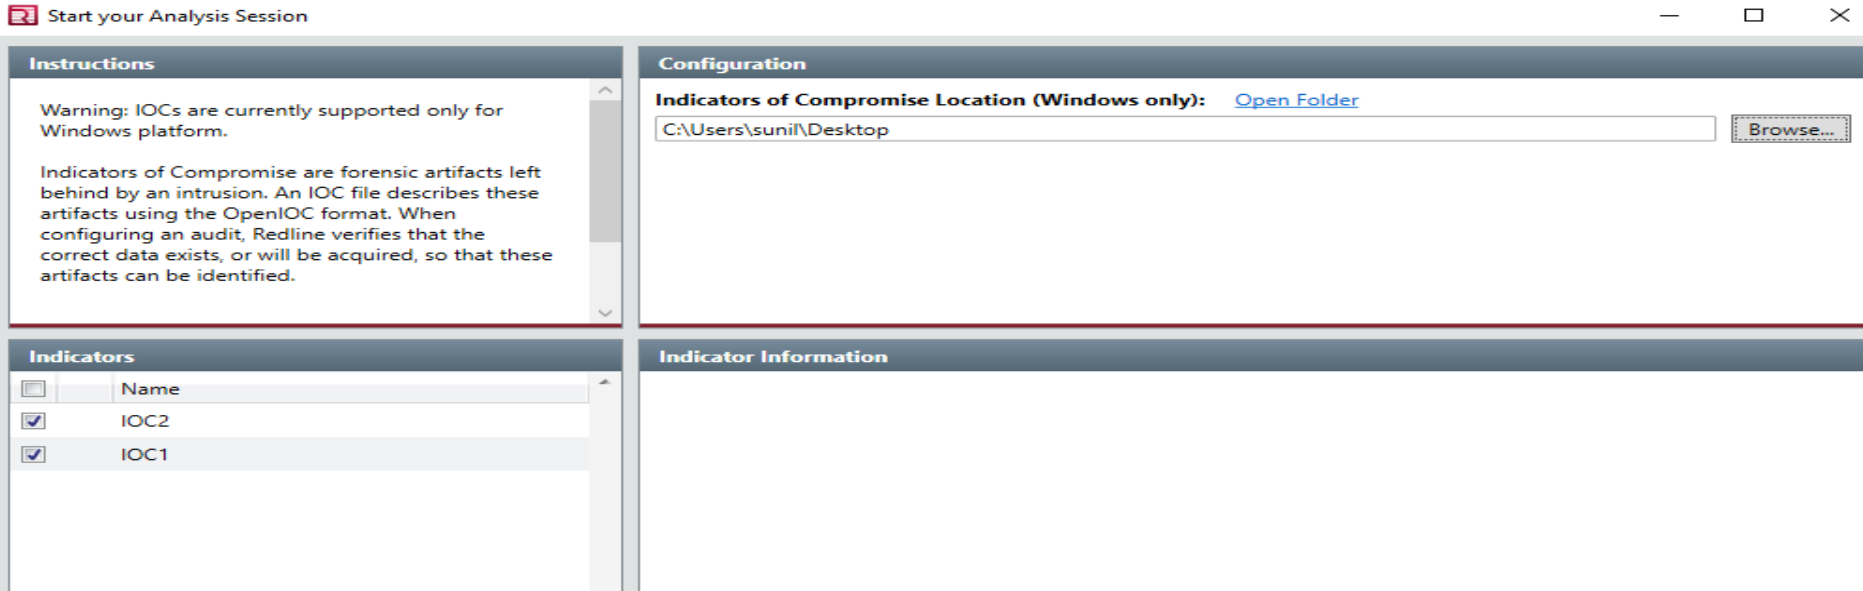 Start your Analysis Session
Instructions
Warning: IOCs are currently supported only for
Windows platform.
Indicators of Compromise are forensic artifacts left
behind by an intrusion. An IOC file describes these
artifacts using the OpenIOC format. When
configuring an audit, Redline verifies that the
correct data exists, or will be acquired, so that these
artifacts can be identified.
Configuration
Indicators of Compromise Location (Windows only): Open Folder
C:\Users\sunil\Desktop
Browse...
Indicators
Name
IOC2
IOC1
Indicator Information